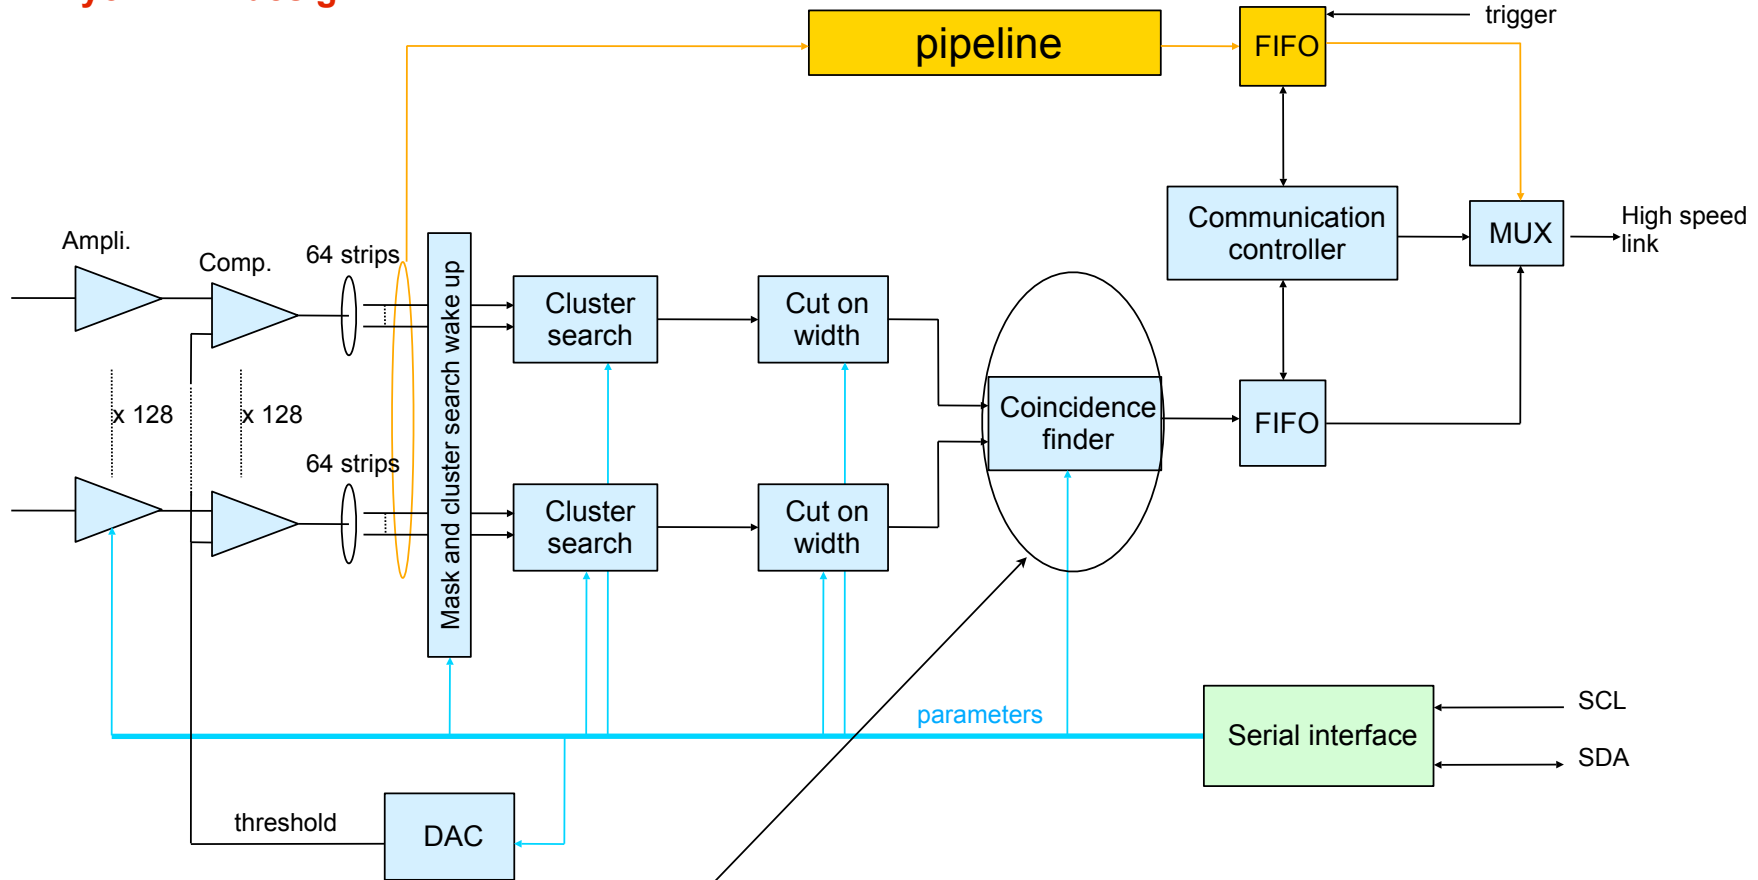 trigger
pipeline
FIFO
Communication
controller
MUX
High speed
link
Ampli.
Comp.
64 strips
Mask and cluster search wake up
Cluster
search
Cut on
width
x 128
x 128
Coincidence
finder
FIFO
64 strips
Cluster
search
Cut on
width
parameters
Serial interface
SCL
SDA
threshold
DAC